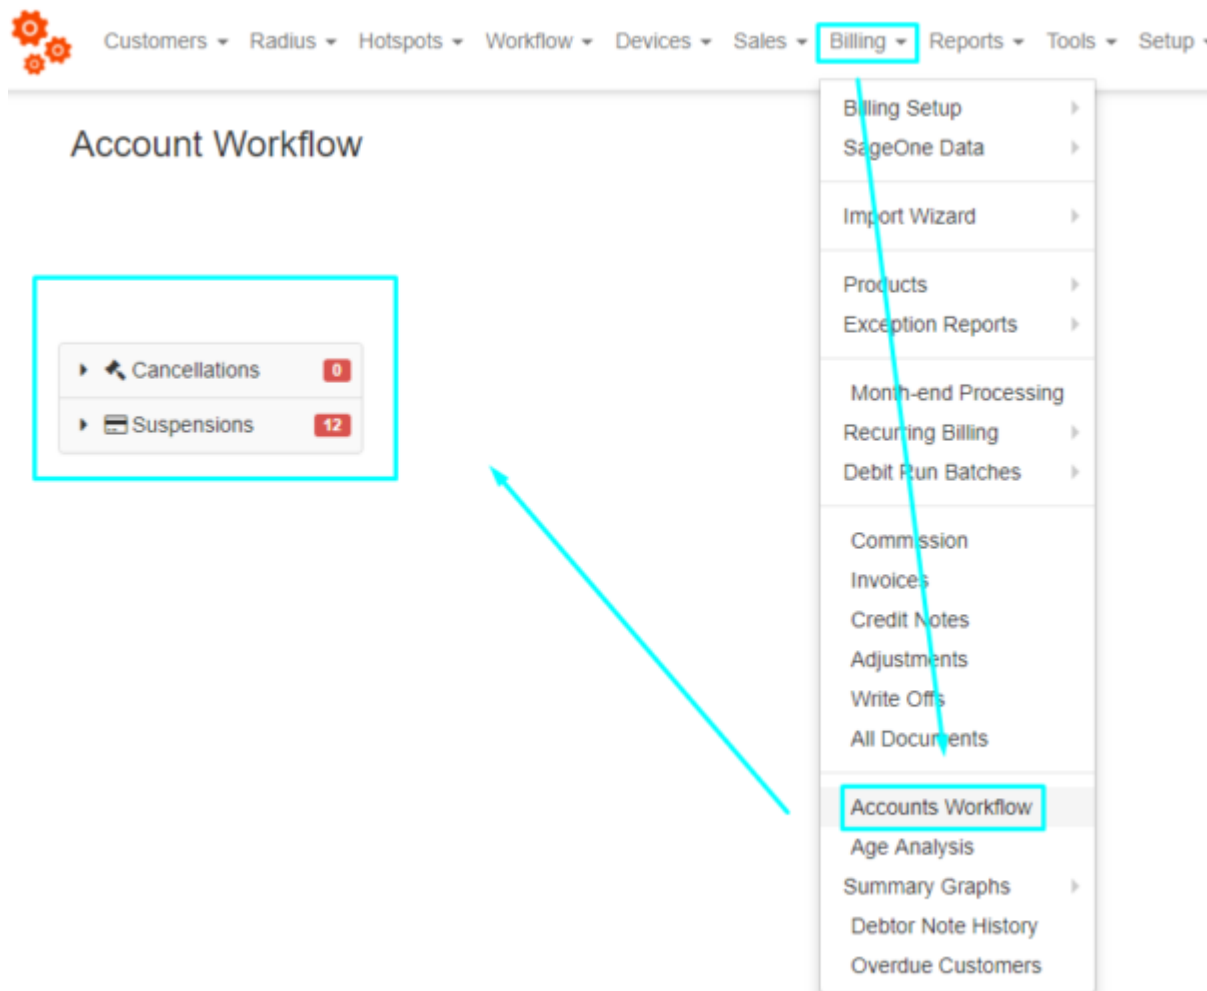 Customers Radius Hotspots Workflow Devices Sales Billing Reports Tools Setup
Account Workflow
Cancellations 0
Suspensions 12
Billing Setup
SageOne Data
Import Wizard
Products
Exception Reports
Month-end Processing
Recurring Billing
Debit Run Batches
Commission
Invoices
Credit Notes
Adjustments
Write Offs
All Documents
Accounts Workflow
Age Analysis
Summary Graphs
Debtor Note History
Overdue Customers